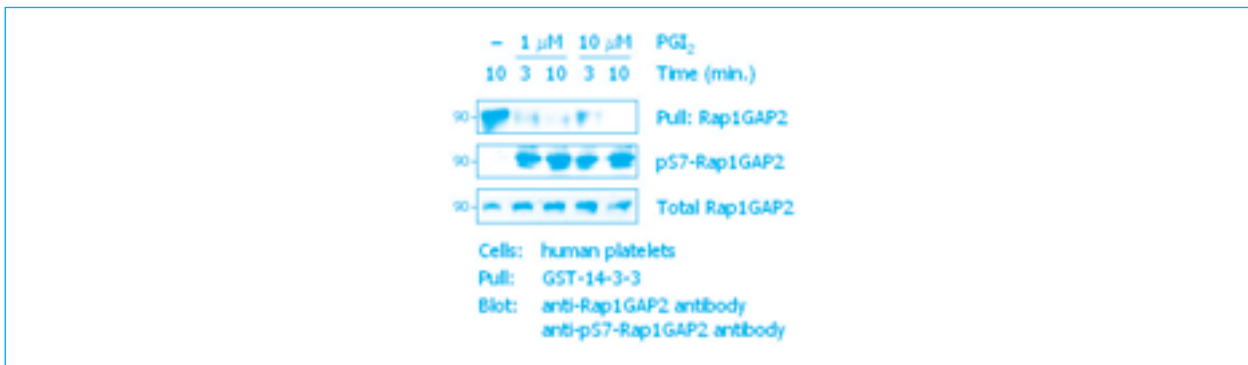 – 1 μM 10 μM PGI₂
10 3 10 3 10 Time (min.)
90- Pull: Rap1GAP2
90- pS7-Rap1GAP2
90- Total Rap1GAP2
Cells: human platelets
Pull: GST-14-3-3
Blot: anti-Rap1GAP2 antibody
anti-pS7-Rap1GAP2 antibody